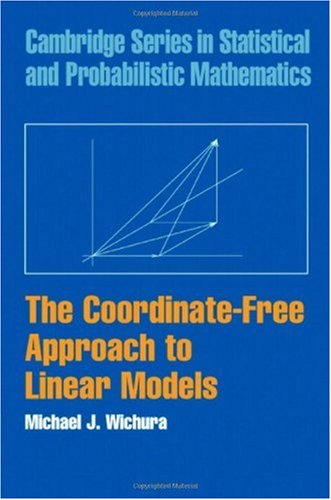 Cambridge Series in Statistical
and Probabilistic Mathematics
The Coordinate-Free
Approach to
Linear Models
Michael J. Wichura